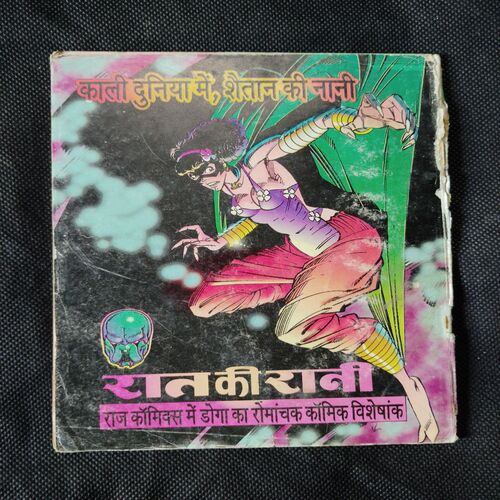 काली दुनिया में, शैतान की नानी
रात की रानी
राज कॉमिक्स में डोगा का रोमांचक कॉमिक विशेषांक